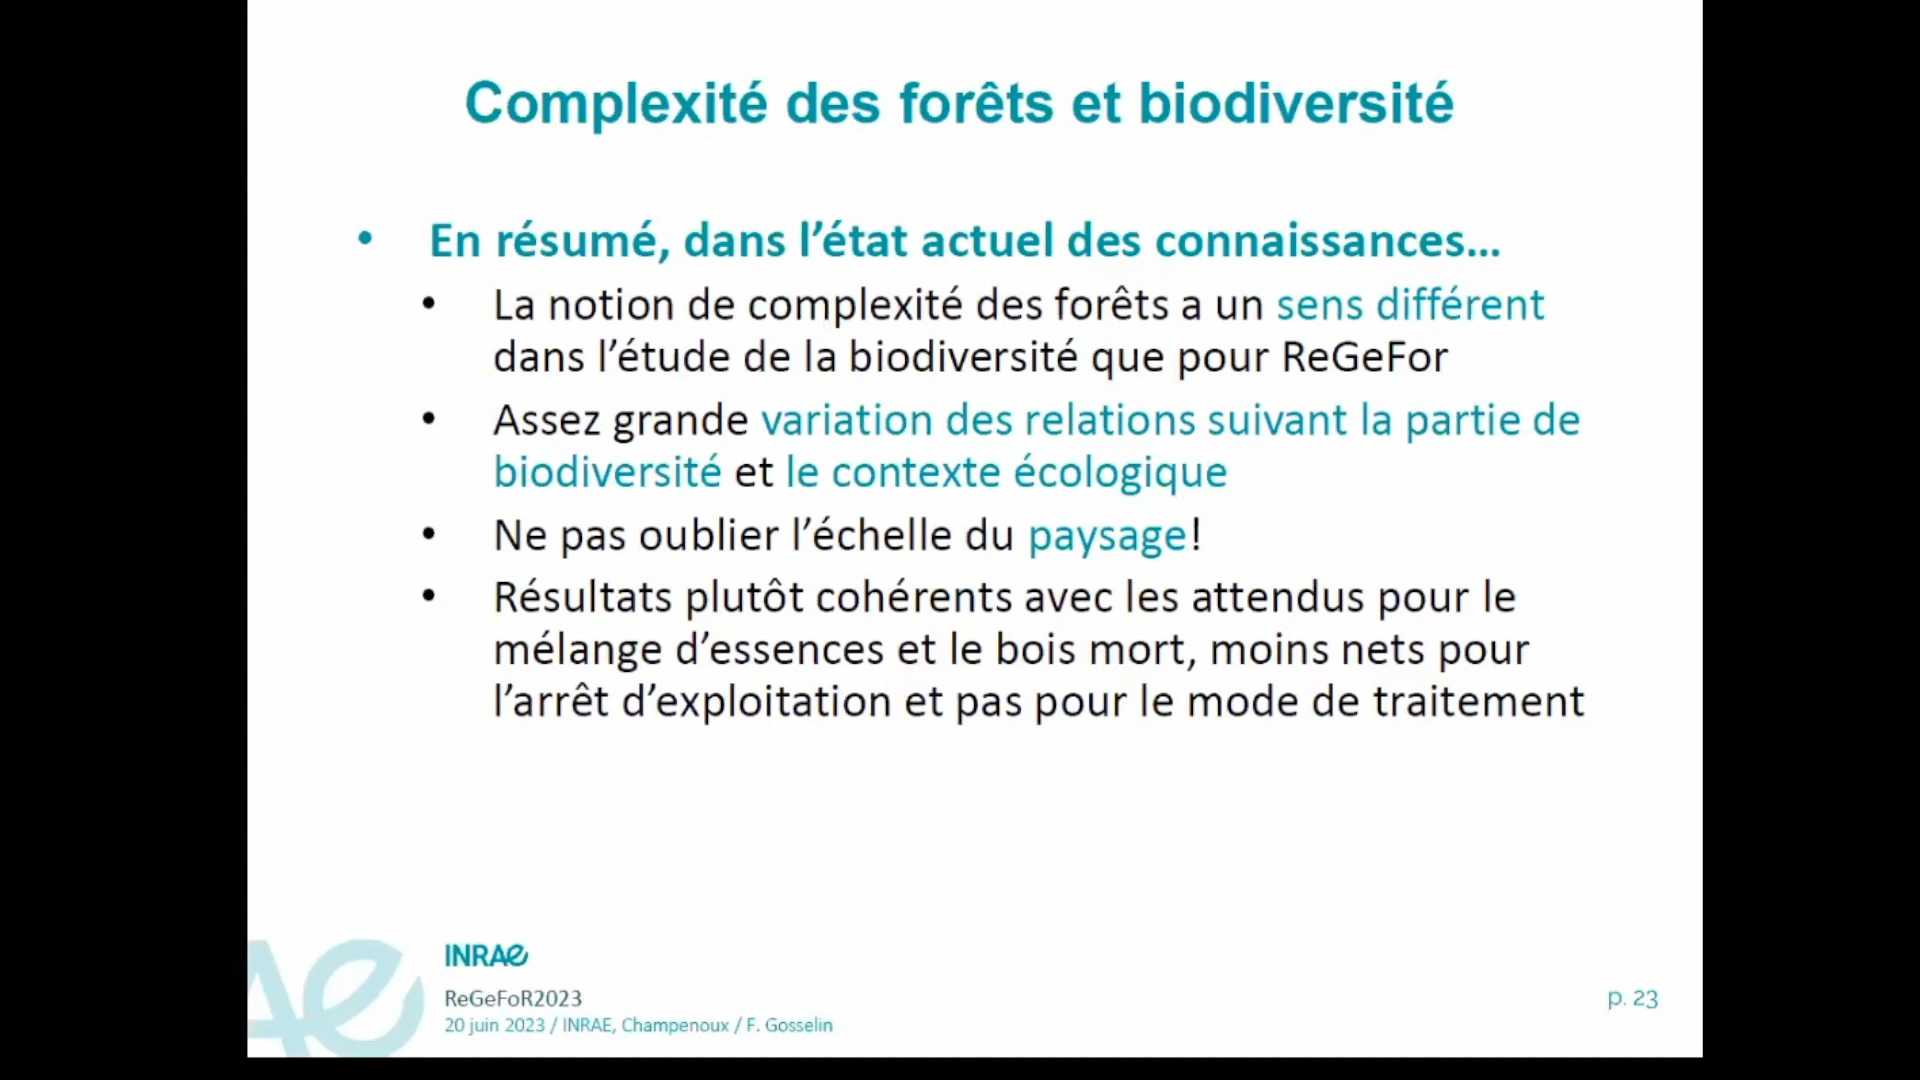 Complexité des forêts et biodiversité
• En résumé, dans l’état actuel des connaissances…
• La notion de complexité des forêts a un sens différent
dans l’étude de la biodiversité que pour ReGeFor
• Assez grande variation des relations suivant la partie de
biodiversité et le contexte écologique
• Ne pas oublier l’échelle du paysage!
• Résultats plutôt cohérents avec les attendus pour le
mélange d’essences et le bois mort, moins nets pour
l’arrêt d’exploitation et pas pour le mode de traitement
INRAE
ReGeFoR2023
20 juin 2023 / INRAE, Champenoux / F. Gosselin
p. 23